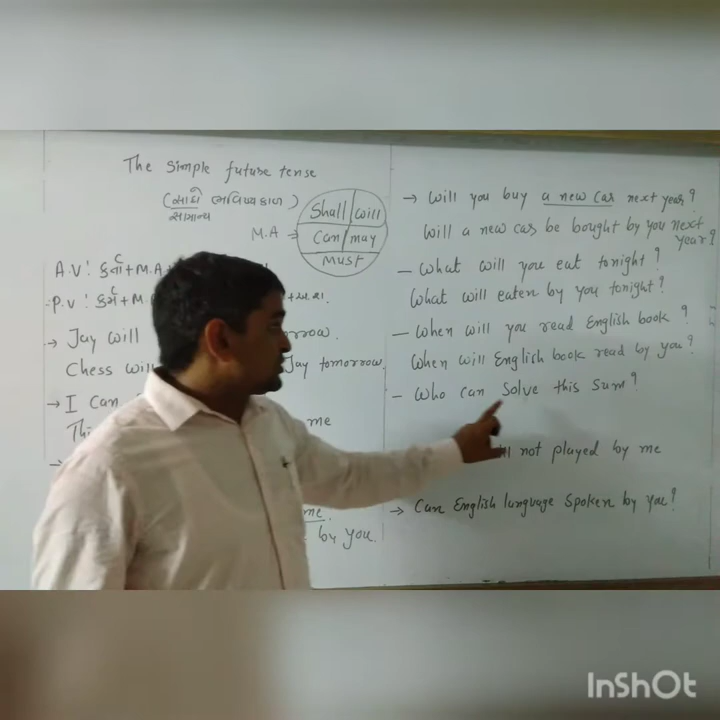 The Simple future tense
(સાદો ભવિષ્યકાળ)
સામાન્ય
M.A →
Shall will
Can/may
Must
A.V: કર્તા + M.A +
P.V: કર્મ + M.
→ Jay will
Chess will Jay tomorrow.
→ I Can
me
me.
by you.
→ Will you buy a new Car next year?
Will a new car be bought by you next
year?
- What will you eat tonight?
What will eaten by you tonight?
- When will you read English book?
When will English book read by you?
- Who can Solve this Sum?
not played by me
→ Can English language Spoken by you?
InShOt